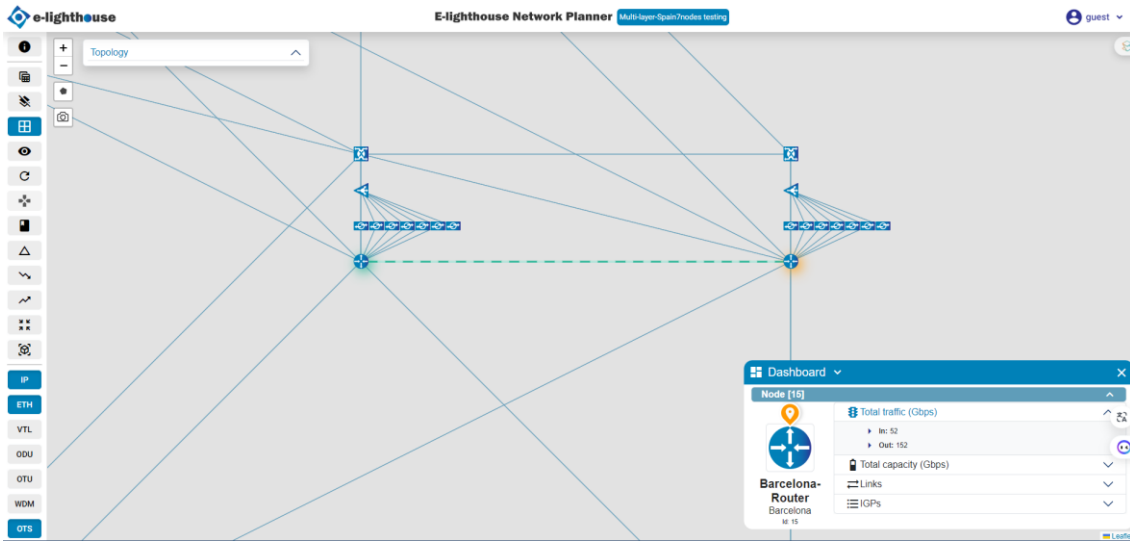 e-lighthouse
E-lighthouse Network Planner
Multi-layer-Spain7nodes testing
guest
+
−
Topology
IP
ETH
VTL
ODU
OTU
WDM
OTS
Dashboard
Node [15]
Total traffic (Gbps)
In: 52
Out: 152
Total capacity (Gbps)
Links
IGPs
Barcelona-
Router
Barcelona
Id: 15